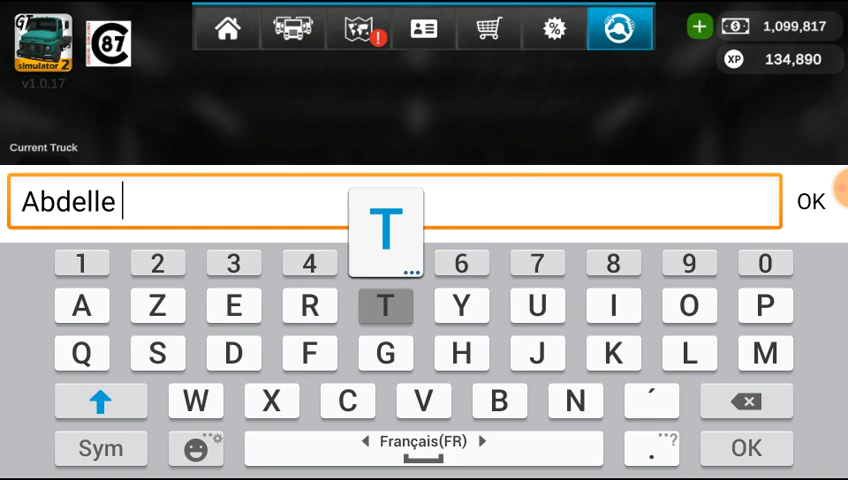 GT
simulator 2
C87
v1.0.17
!
%
+
1,099,817
XP
134,890
Current Truck
Abdelle
OK
T
...
1 2 3 4 6 7 8 9 0
A Z E R T Y U I O P
Q S D F G H J K L M
W X C V B N ´
Sym
Français(FR)
. ?
OK